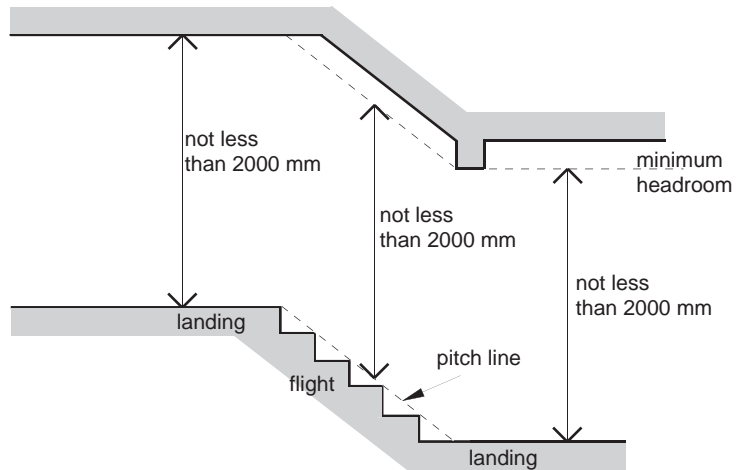 not less
than 2000 mm
minimum
headroom
not less
than 2000 mm
not less
than 2000 mm
landing
pitch line
flight
landing